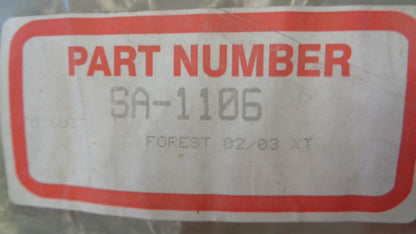 PART NUMBER
SA-1106
FOREST 02/03 XT